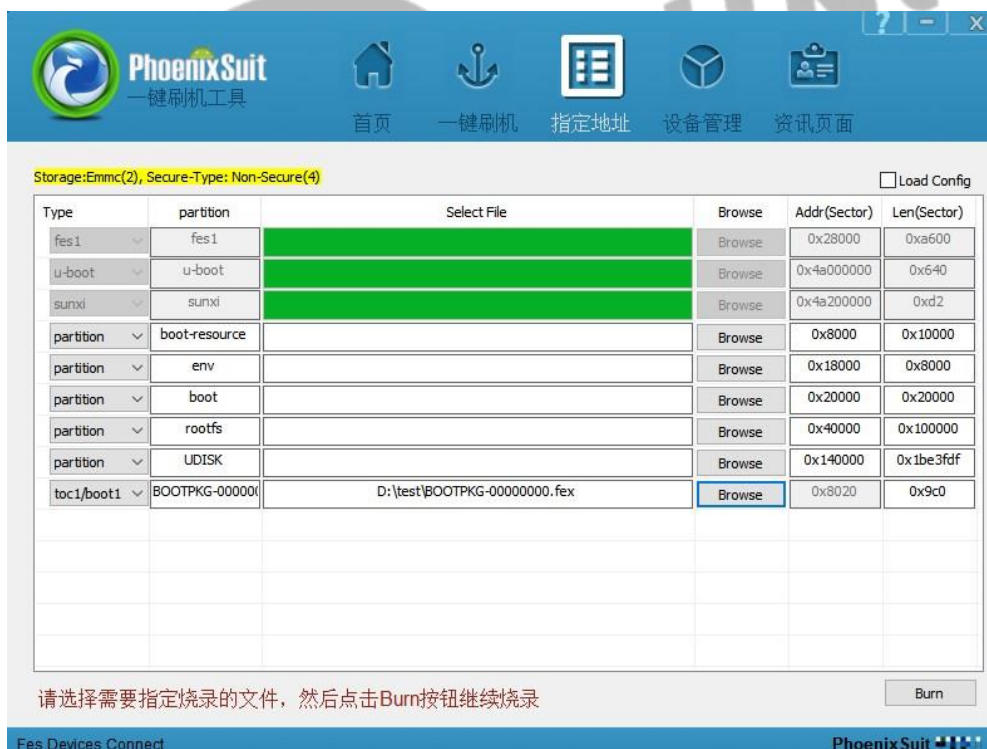 ? - X
PhoenixSuit
一键刷机工具
首页 一键刷机 指定地址 设备管理 资讯页面
Storage:Emmc(2), Secure-Type: Non-Secure(4)
Load Config
Type partition Select File Browse Addr(Sector) Len(Sector)
fes1 fes1 Browse 0x28000 0xa600
u-boot u-boot Browse 0x4a000000 0x640
sunxi sunxi Browse 0x4a200000 0xd2
partition boot-resource Browse 0x8000 0x10000
partition env Browse 0x18000 0x8000
partition boot Browse 0x20000 0x20000
partition rootfs Browse 0x40000 0x100000
partition UDISK Browse 0x140000 0x1be3fdf
toc1/boot1 BOOTPKG-00000( D:\test\BOOTPKG-00000000.fex Browse 0x8020 0x9c0
请选择需要指定烧录的文件，然后点击Burn按钮继续烧录
Burn
Fes Devices Connect
PhoenixSuit